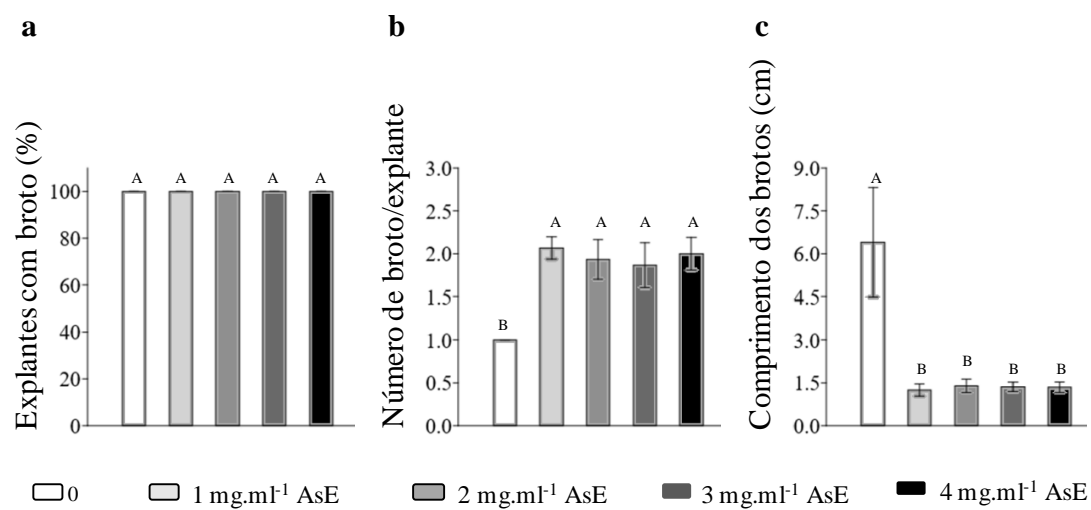 a
Explantes com broto (%)
100
80
60
40
20
0
A A A A A
b
Número de broto/explante
3.0
2.5
2.0
1.5
1.0
0.5
0.0
B A A A A
c
Comprimento dos brotos (cm)
9.0
7.5
6.0
4.5
3.0
1.5
0.0
A B B B B
0 1 mg.ml⁻¹ AsE 2 mg.ml⁻¹ AsE 3 mg.ml⁻¹ AsE 4 mg.ml⁻¹ AsE